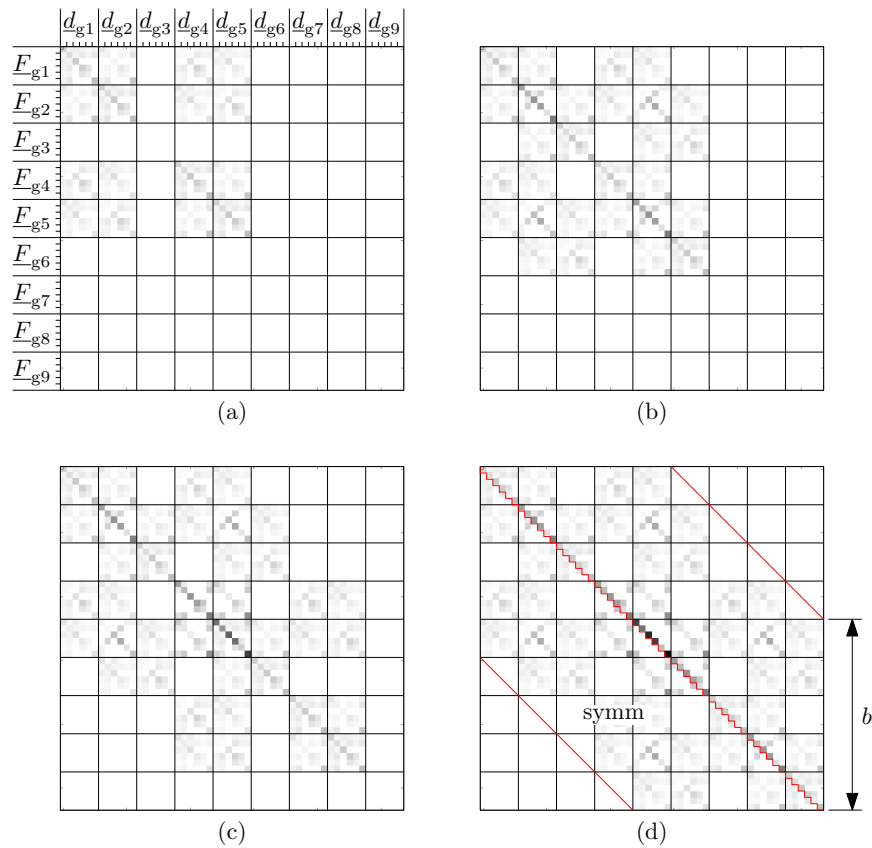 d_g1 d_g2 d_g3 d_g4 d_g5 d_g6 d_g7 d_g8 d_g9
F_g1
F_g2
F_g3
F_g4
F_g5
F_g6
F_g7
F_g8
F_g9
(a)
(b)
symm
b
(c)
(d)